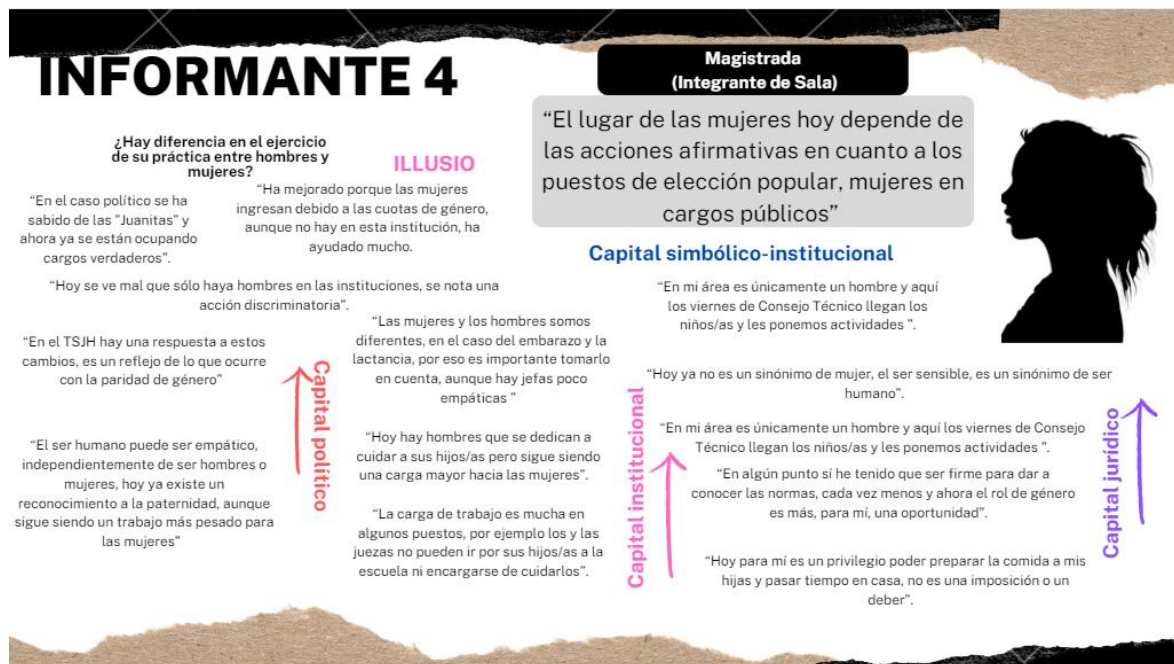 INFORMANTE 4
Magistrada
(Integrante de Sala)
“El lugar de las mujeres hoy depende de
las acciones afirmativas en cuanto a los
puestos de elección popular, mujeres en
cargos públicos”
¿Hay diferencia en el ejercicio
de su práctica entre hombres y
mujeres?
ILLUSIO
“En el caso político se ha
sabido de las "Juanitas" y
ahora ya se están ocupando
cargos verdaderos”.
“Ha mejorado porque las mujeres
ingresan debido a las cuotas de género,
aunque no hay en esta institución, ha
ayudado mucho.
“Hoy se ve mal que sólo haya hombres en las instituciones, se nota una
acción discriminatoria”.
“En el TSJH hay una respuesta a estos
cambios, es un reflejo de lo que ocurre
con la paridad de género”
“El ser humano puede ser empático,
independientemente de ser hombres o
mujeres, hoy ya existe un
reconocimiento a la paternidad, aunque
sigue siendo un trabajo más pesado para
las mujeres”
Capital político
“Las mujeres y los hombres somos
diferentes, en el caso del embarazo y la
lactancia, por eso es importante tomarlo
en cuenta, aunque hay jefas poco
empáticas ”
“Hoy hay hombres que se dedican a
cuidar a sus hijos/as pero sigue siendo
una carga mayor hacia las mujeres”.
“La carga de trabajo es mucha en
algunos puestos, por ejemplo los y las
juezas no pueden ir por sus hijos/as a la
escuela ni encargarse de cuidarlos”.
Capital institucional
Capital simbólico-institucional
“En mi área es únicamente un hombre y aquí
los viernes de Consejo Técnico llegan los
niños/as y les ponemos actividades ”.
“Hoy ya no es un sinónimo de mujer, el ser sensible, es un sinónimo de ser
humano”.
“En mi área es únicamente un hombre y aquí los viernes de Consejo
Técnico llegan los niños/as y les ponemos actividades ”.
“En algún punto sí he tenido que ser firme para dar a
conocer las normas, cada vez menos y ahora el rol de género
es más, para mí, una oportunidad”.
“Hoy para mí es un privilegio poder preparar la comida a mis
hijas y pasar tiempo en casa, no es una imposición o un
deber”.
Capital jurídico